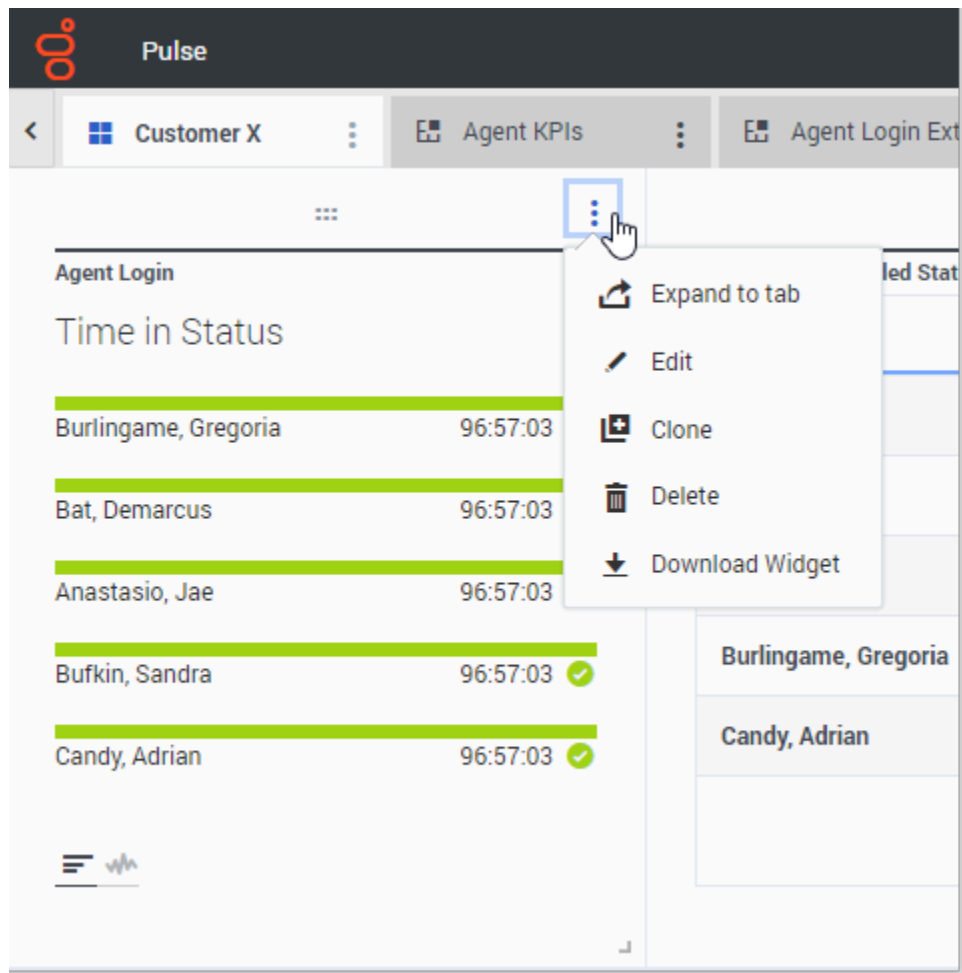 Pulse
Customer X
Agent KPIs
Agent Login Ext
Agent Login
Time in Status
Burlingame, Gregoria 96:57:03
Bat, Demarcus 96:57:03
Anastasio, Jae 96:57:03
Bufkin, Sandra 96:57:03
Candy, Adrian 96:57:03
Expand to tab
Edit
Clone
Delete
Download Widget
led Stat
Burlingame, Gregoria
Candy, Adrian